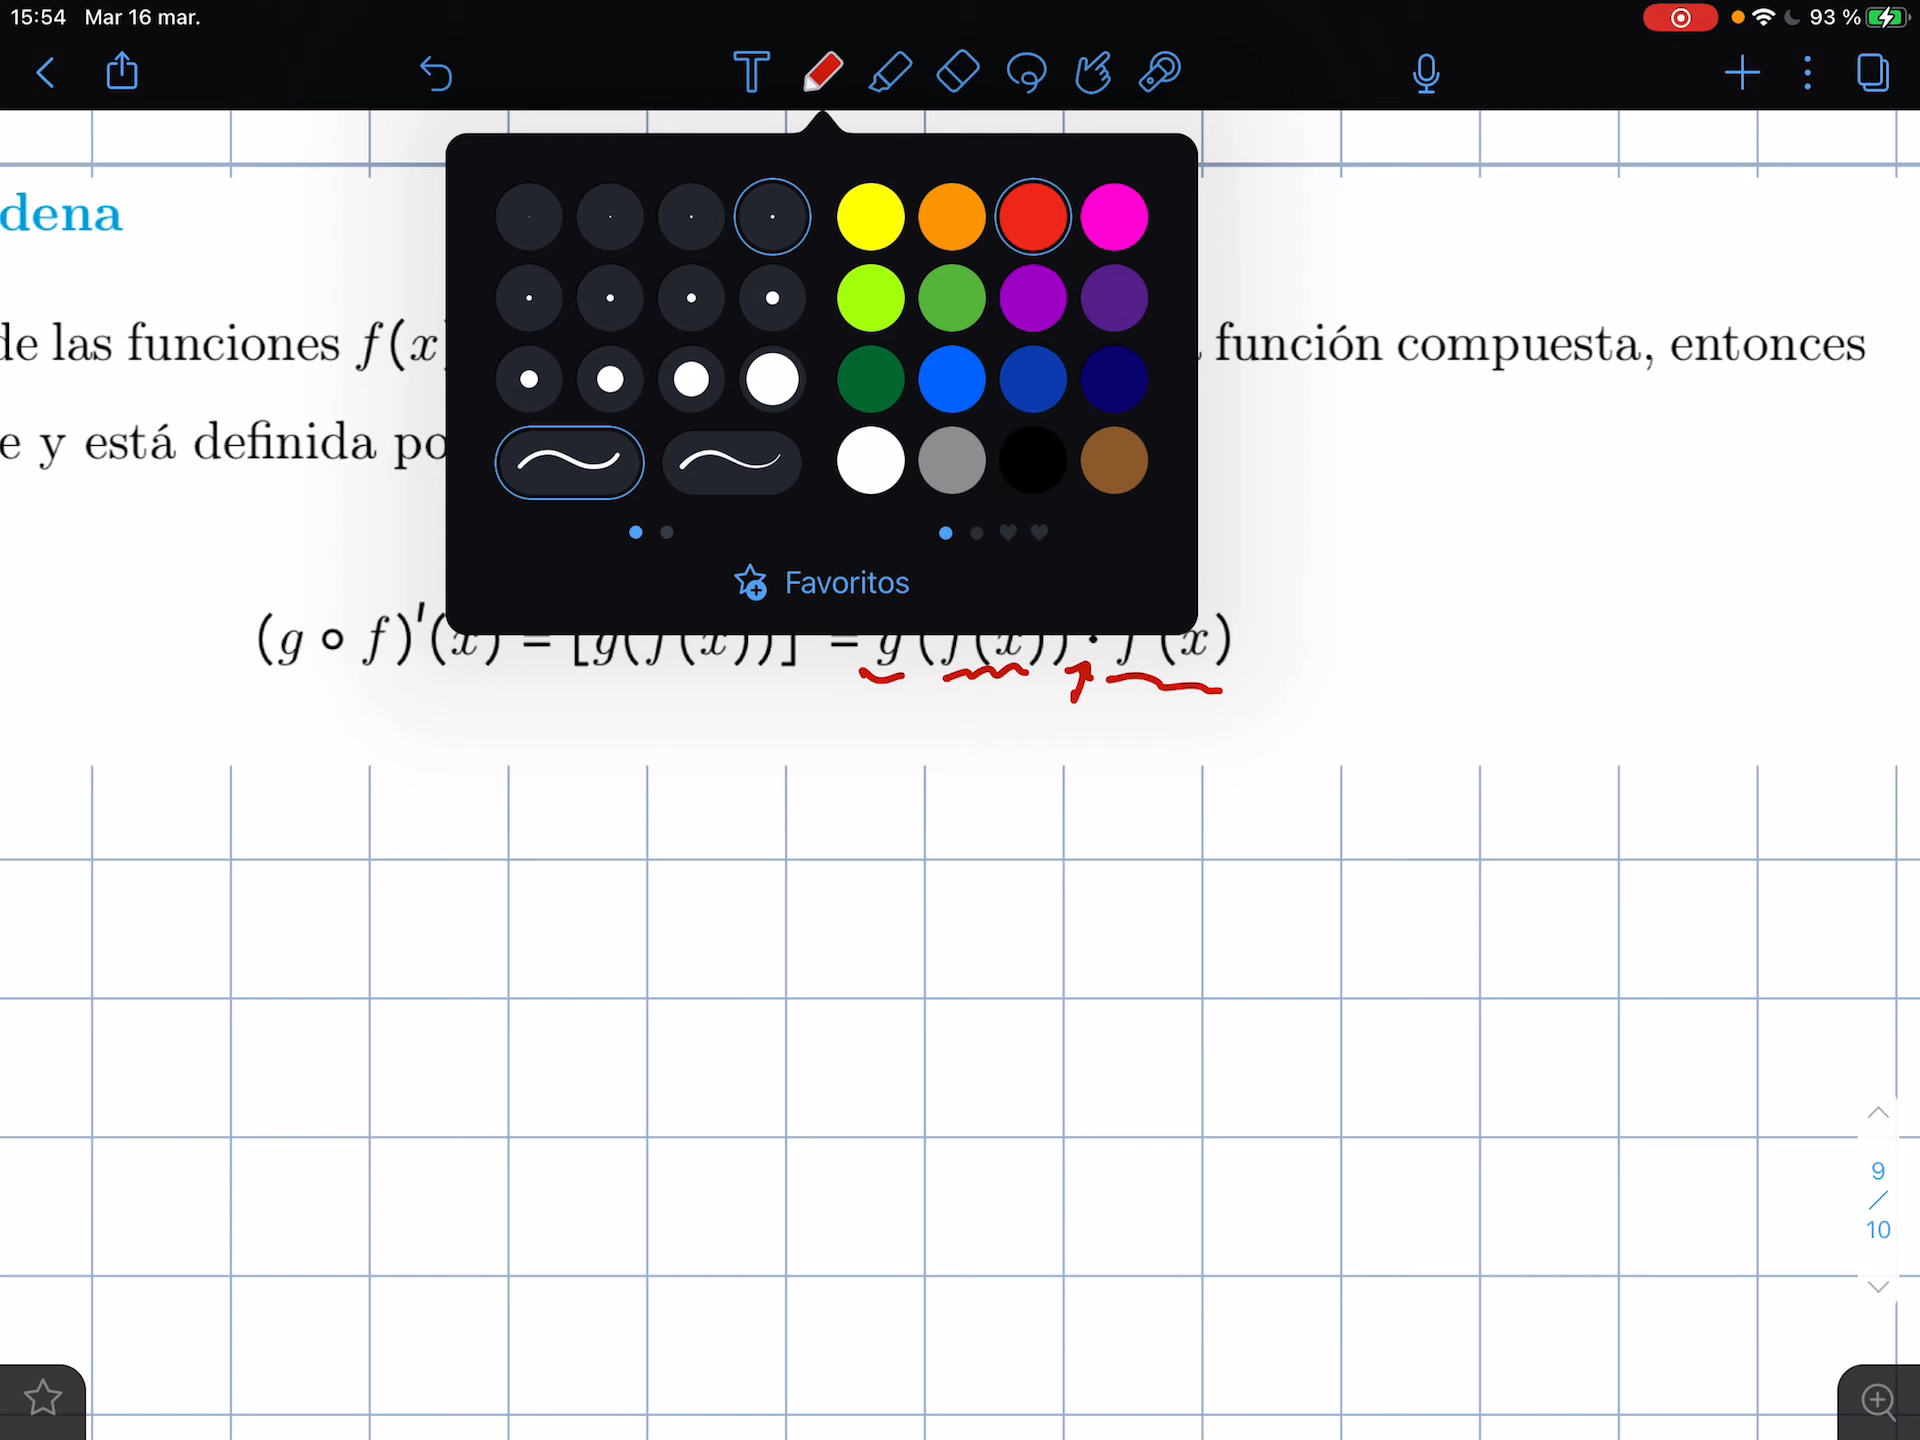 15:54 Mar 16 mar. 93 %
T
dena
de las funciones f(x función compuesta, entonces
e y está definida po
Favoritos
(g ∘ f)'(x) = [g(f(x))] = g (f(x)) · f (x)
9
/
10